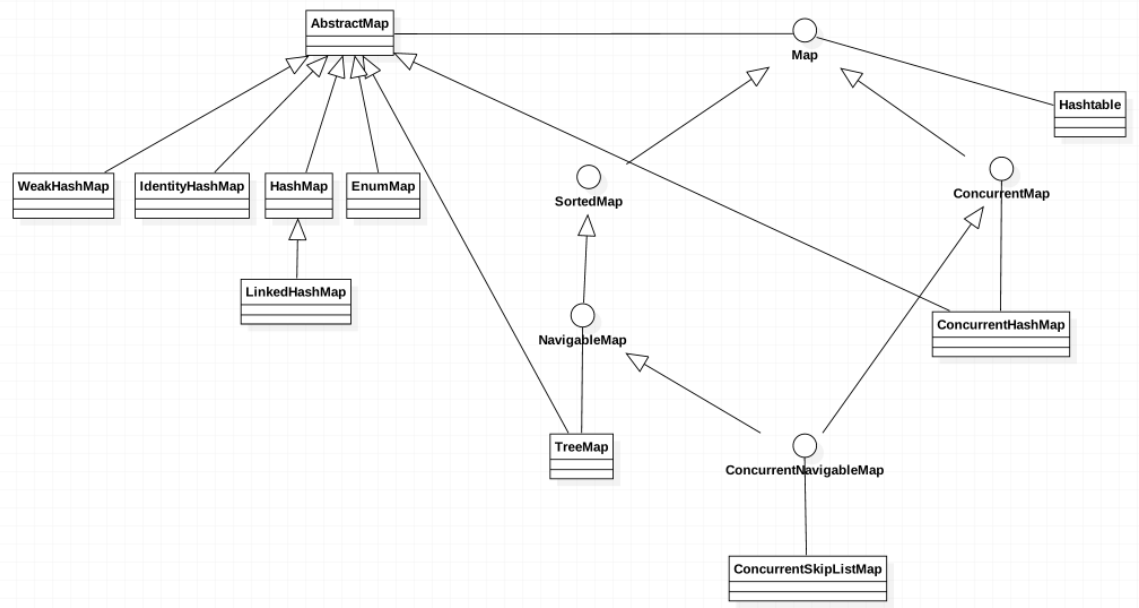 AbstractMap
Map
Hashtable
WeakHashMap
IdentityHashMap
HashMap
EnumMap
SortedMap
ConcurrentMap
LinkedHashMap
NavigableMap
ConcurrentHashMap
TreeMap
ConcurrentNavigableMap
ConcurrentSkipListMap